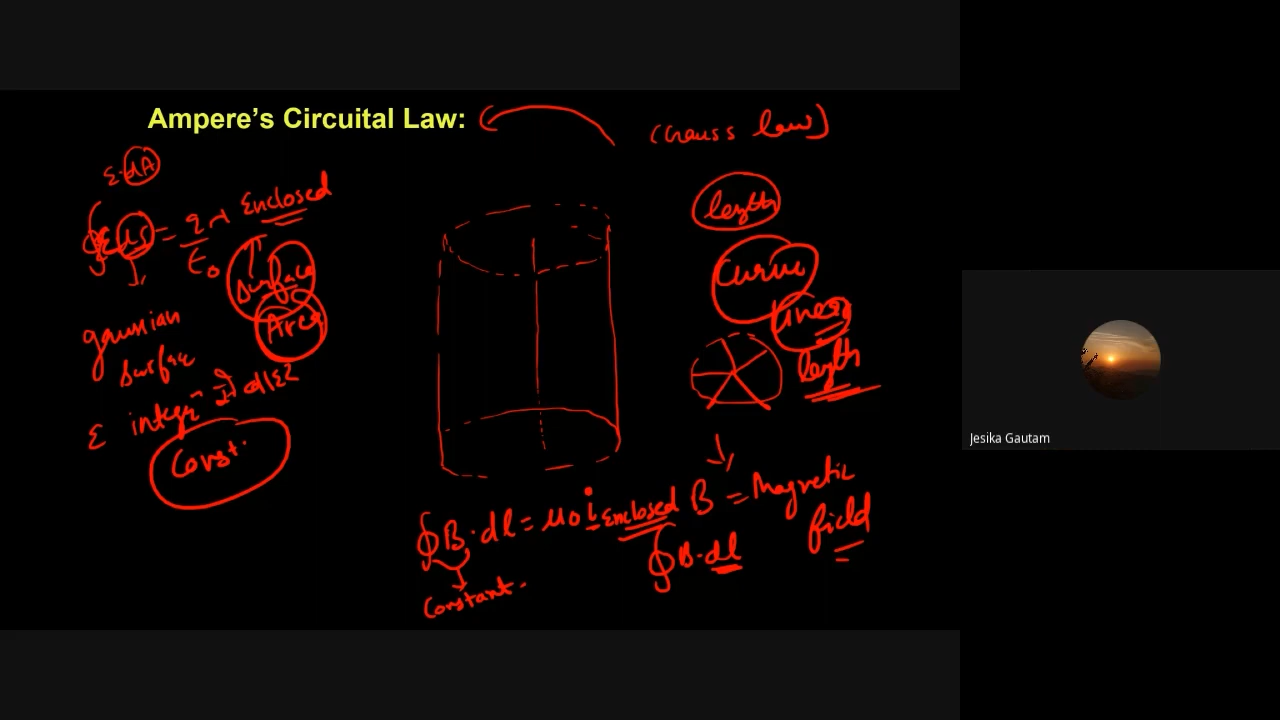 Ampere's Circuital Law:
(Gauss law)
E.dA
∮E ds = q → Enclosed
ϵ0
surface
Area
gaussian
surface
Const.
length
Curve
linear
length
∮B.dl = μ0 i Enclosed
Constant.
B = Magnetic
field
∮B.dl
Jesika Gautam